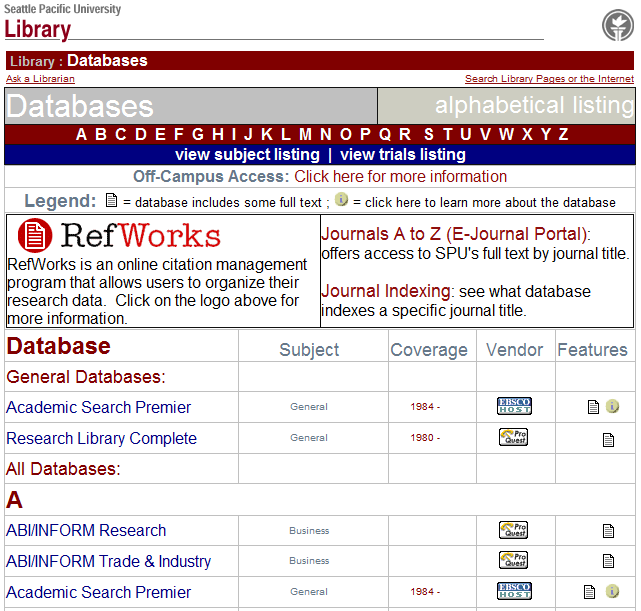 Seattle Pacific University
Library
Library : Databases
Ask a Librarian Search Library Pages or the Internet
Databases alphabetical listing
A B C D E F G H I J K L M N O P Q R S T U V W X Y Z
view subject listing | view trials listing
Off-Campus Access: Click here for more information
Legend: = database includes some full text ; i = click here to learn more about the database
RefWorks
RefWorks is an online citation management
program that allows users to organize their
research data. Click on the logo above for
more information.
Journals A to Z (E-Journal Portal):
offers access to SPU's full text by journal title.
Journal Indexing: see what database
indexes a specific journal title.
Database Subject Coverage Vendor Features
General Databases:
Academic Search Premier General 1984 - EBSCO HOST i
Research Library Complete General 1980 - Pro Quest
All Databases:
A
ABI/INFORM Research Business Pro Quest
ABI/INFORM Trade & Industry Business Pro Quest
Academic Search Premier General 1984 - EBSCO HOST i